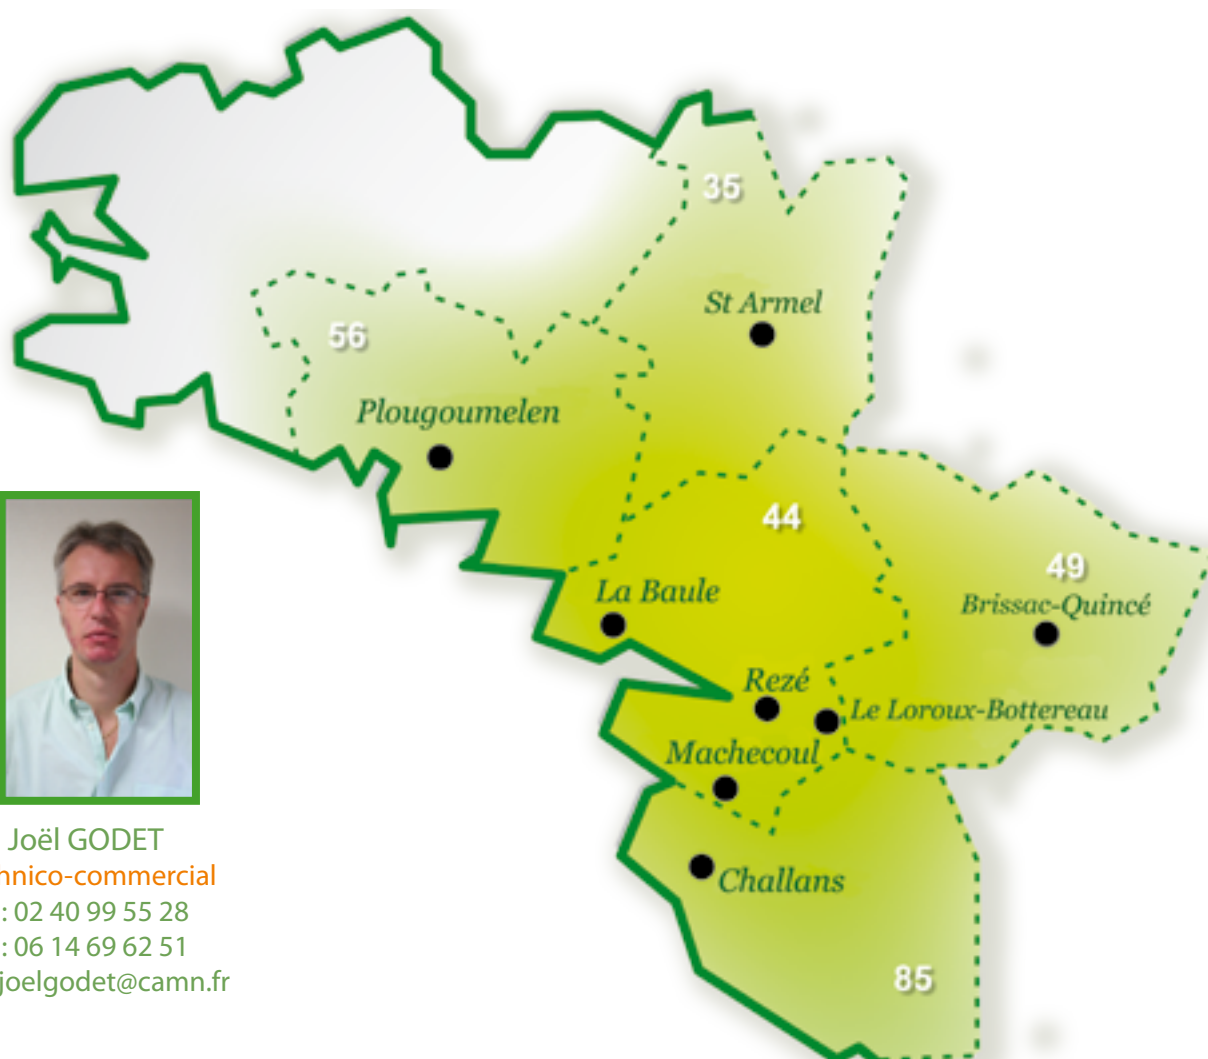 35
St Armel
56
Plougoumelen
44
49
La Baule
Brissac-Quincé
Rezé
Le Loroux-Bottereau
Machecoul
Challans
85
Joël GODET
nnico-commercial
: 02 40 99 55 28
: 06 14 69 62 51
joelgodet@camn.fr